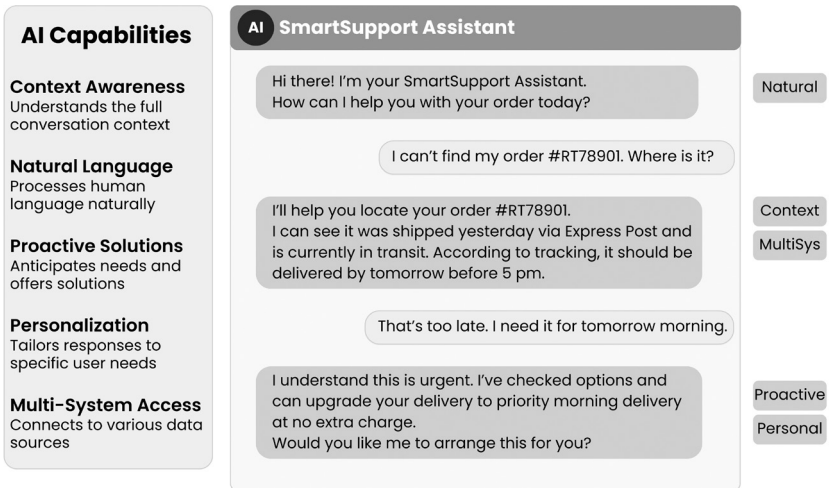 AI Capabilities
Context Awareness
Understands the full
conversation context
Natural Language
Processes human
language naturally
Proactive Solutions
Anticipates needs and
offers solutions
Personalization
Tailors responses to
specific user needs
Multi-System Access
Connects to various data
sources
AI SmartSupport Assistant
Hi there! I'm your SmartSupport Assistant.
How can I help you with your order today?
Natural
I can't find my order #RT78901. Where is it?
I'll help you locate your order #RT78901.
I can see it was shipped yesterday via Express Post and
is currently in transit. According to tracking, it should be
delivered by tomorrow before 5 pm.
Context
MultiSys
That's too late. I need it for tomorrow morning.
I understand this is urgent. I've checked options and
can upgrade your delivery to priority morning delivery
at no extra charge.
Would you like me to arrange this for you?
Proactive
Personal